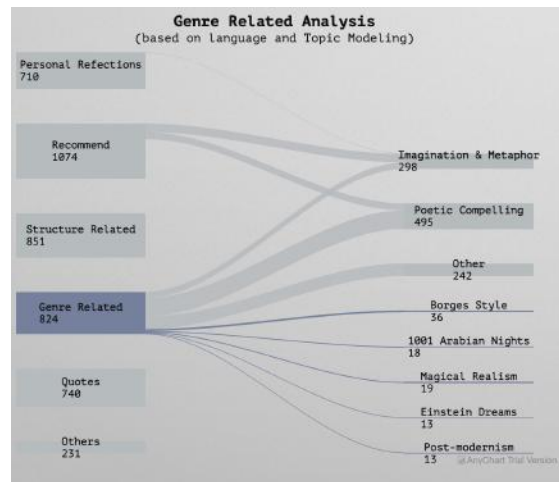 Genre Related Analysis
(based on language and Topic Modeling)
Personal Refections
710
Recommend
1074
Structure Related
851
Genre Related
824
Quotes
740
Others
231
Imagination & Metaphor
298
Poetic Compelling
495
Other
242
Borges Style
36
1001 Arabian Nights
18
Magical Realism
19
Einstein Dreams
13
Post-modernism
13
AnyChart Trial Version